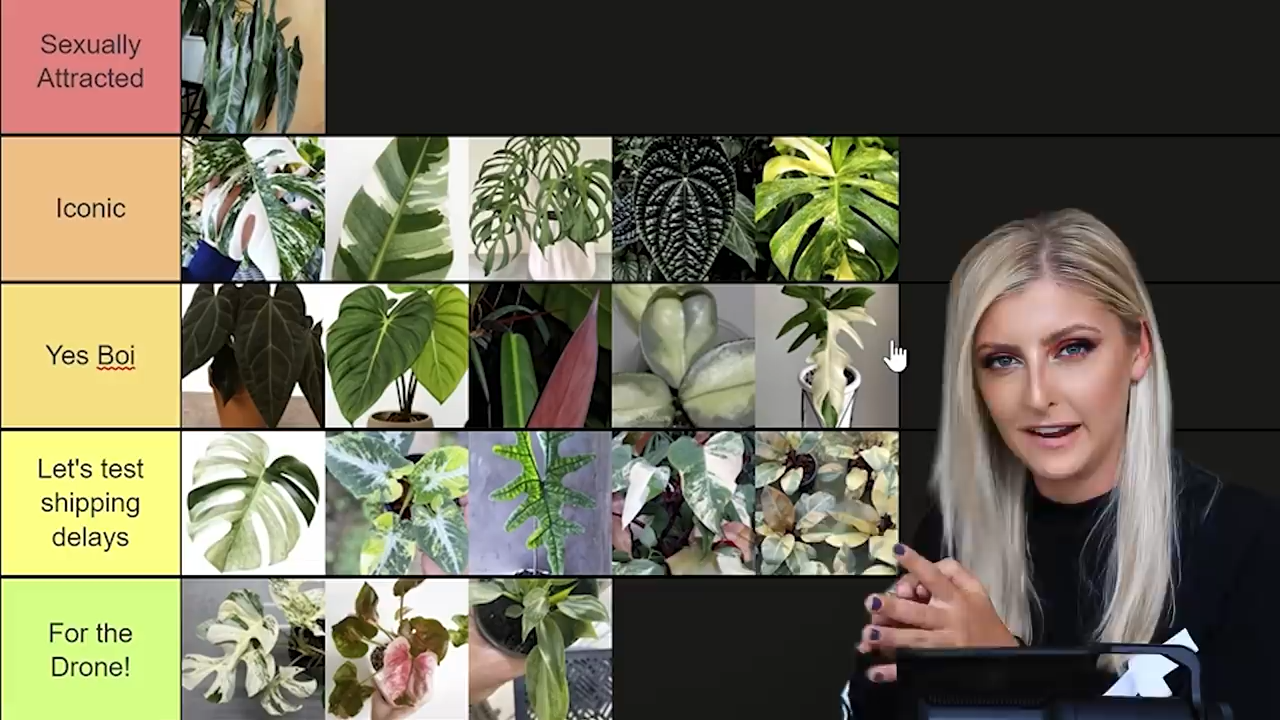 Sexually
Attracted
Iconic
Yes Boi
Let's test
shipping
delays
For the
Drone!